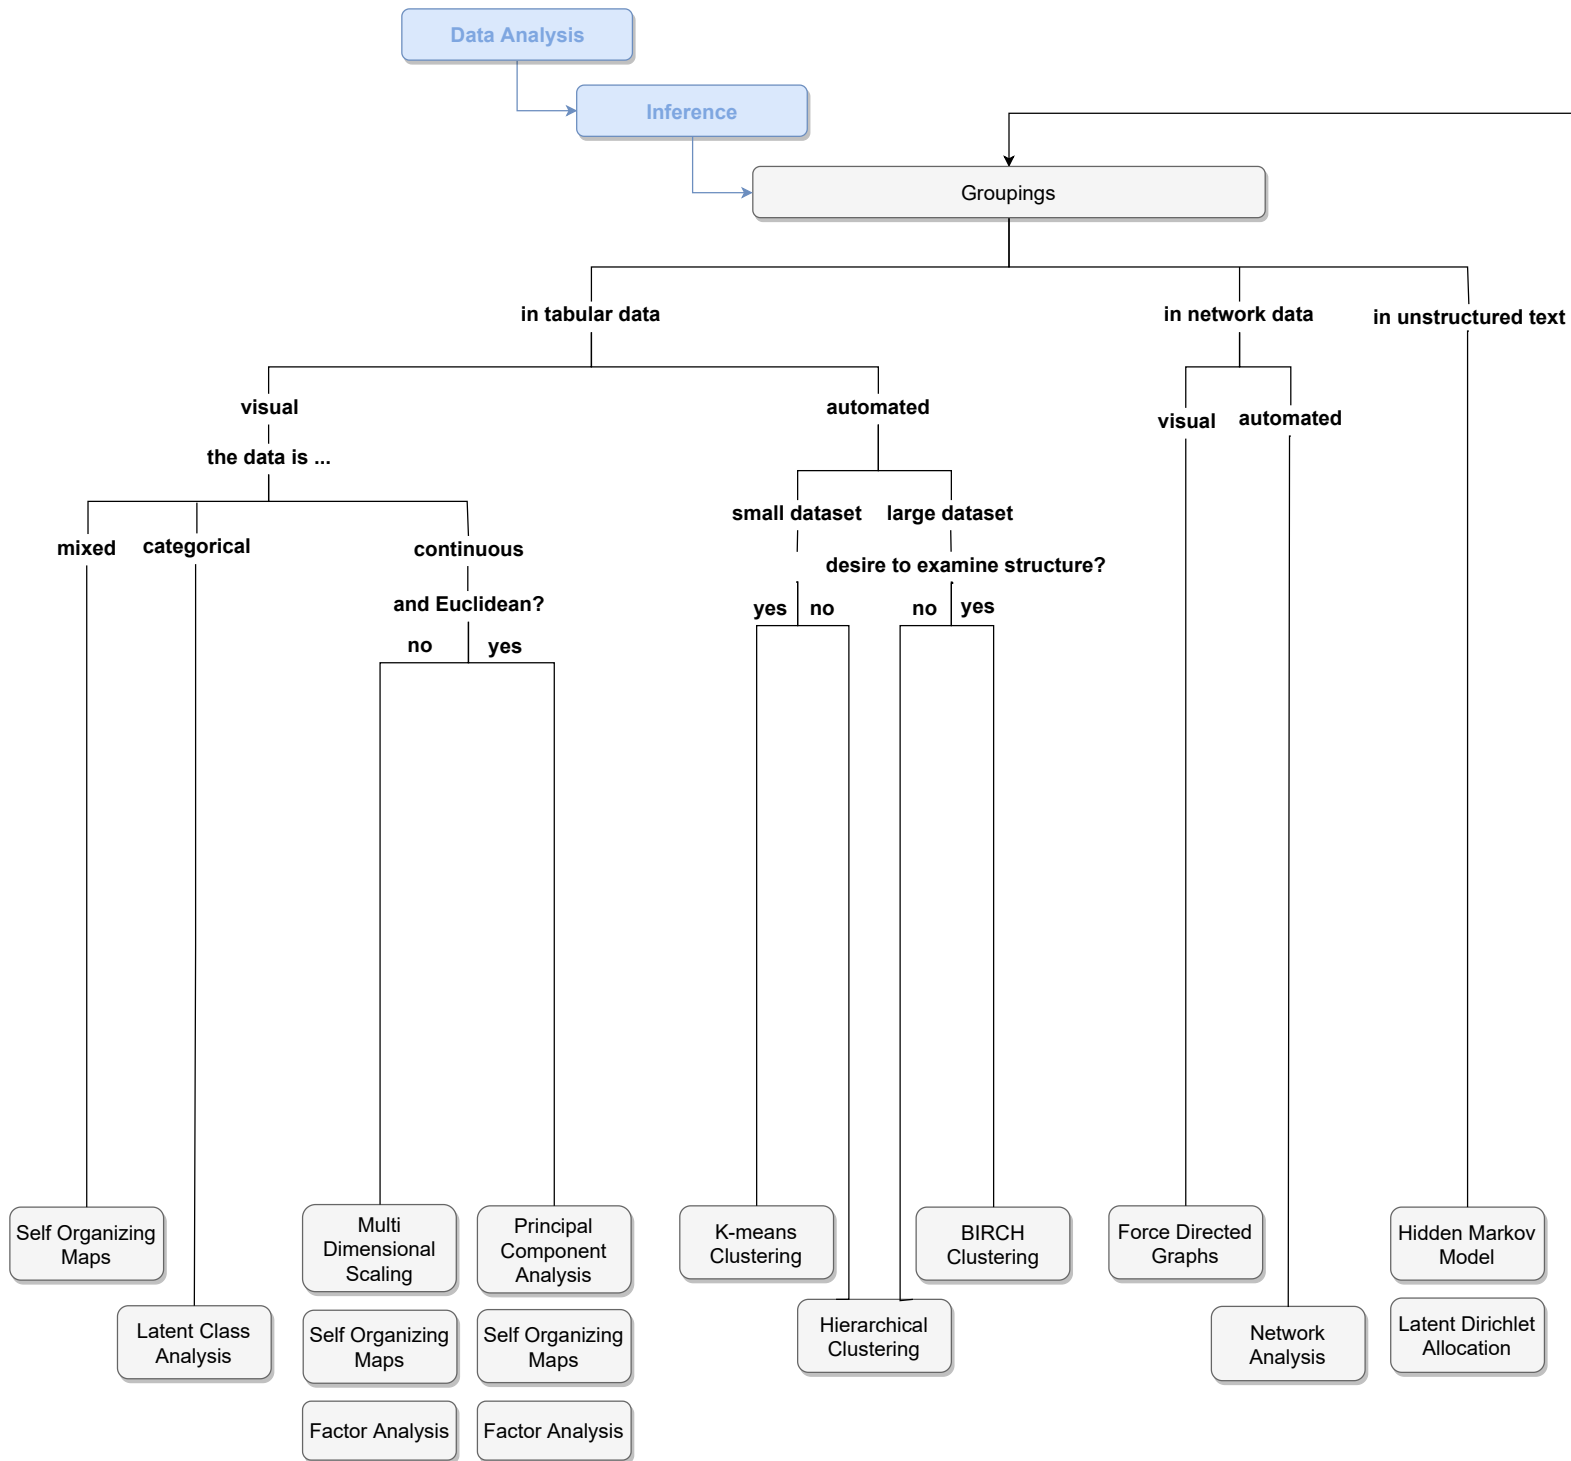 Data Analysis
Inference
Groupings
in tabular data
in network data
in unstructured text
visual
automated
visual
automated
the data is ...
small dataset
large dataset
mixed
categorical
continuous
desire to examine structure?
and Euclidean?
yes
no
no
yes
no
yes
Self Organizing
Maps
Multi
Dimensional
Scaling
Principal
Component
Analysis
K-means
Clustering
BIRCH
Clustering
Force Directed
Graphs
Hidden Markov
Model
Latent Class
Analysis
Self Organizing
Maps
Self Organizing
Maps
Hierarchical
Clustering
Network
Analysis
Latent Dirichlet
Allocation
Factor Analysis
Factor Analysis